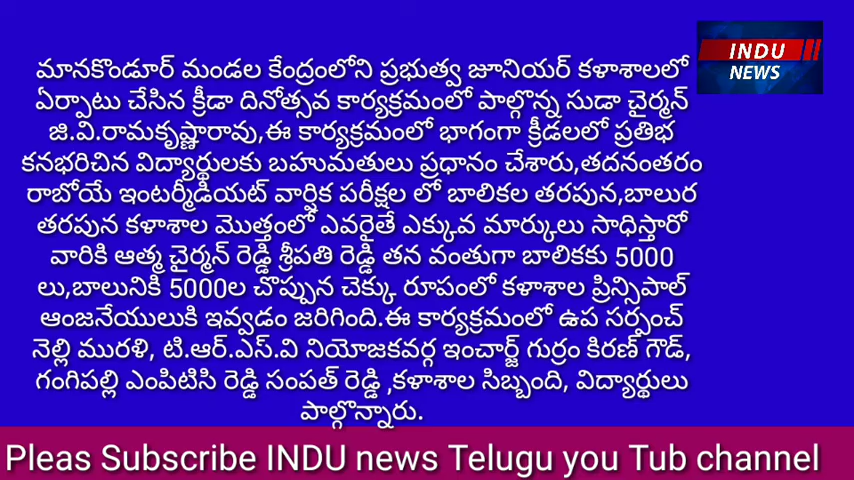 INDU
NEWS
మానకొండూర్ మండల కేంద్రంలోని ప్రభుత్వ జూనియర్ కళాశాలలో
ఏర్పాటు చేసిన క్రీడా దినోత్సవ కార్యక్రమంలో పాల్గొన్న సుడా చైర్మన్
జి.వి.రామకృష్ణారావు,ఈ కార్యక్రమంలో భాగంగా క్రీడలలో ప్రతిభ
కనభరిచిన విద్యార్థులకు బహుమతులు ప్రధానం చేశారు,తదనంతరం
రాబోయే ఇంటర్మీడియట్ వార్షిక పరీక్షల లో బాలికల తరపున,బాలుర
తరపున కళాశాల మొత్తంలో ఎవరైతే ఎక్కువ మార్కులు సాధిస్తారో
వారికి ఆత్మ చైర్మన్ రెడ్డి శ్రీపతి రెడ్డి తన వంతుగా బాలికకు 5000
లు,బాలునికి 5000ల చొప్పున చెక్కు రూపంలో కళాశాల ప్రిన్సిపాల్
ఆంజనేయులుకి ఇవ్వడం జరిగింది.ఈ కార్యక్రమంలో ఉప సర్పంచ్
నెల్లి మురళి, టి.ఆర్.ఎస్.వి నియోజకవర్గ ఇంచార్జ్ గుర్రం కిరణ్ గౌడ్,
గంగిపల్లి ఎంపిటిసి రెడ్డి సంపత్ రెడ్డి ,కళాశాల సిబ్బంది, విద్యార్థులు
పాల్గొన్నారు.
Pleas Subscribe INDU news Telugu you Tub channel